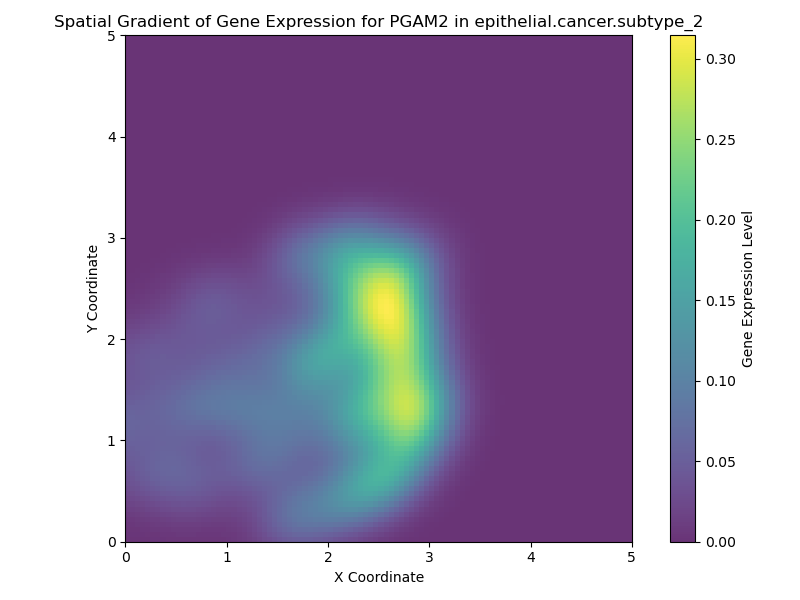 Spatial Gradient of Gene Expression for PGAM2 in epithelial.cancer.subtype_2
5
4
3
2
1
0
Y Coordinate
0 1 2 3 4 5
X Coordinate
0.30
0.25
0.20
0.15
0.10
0.05
0.00
Gene Expression Level